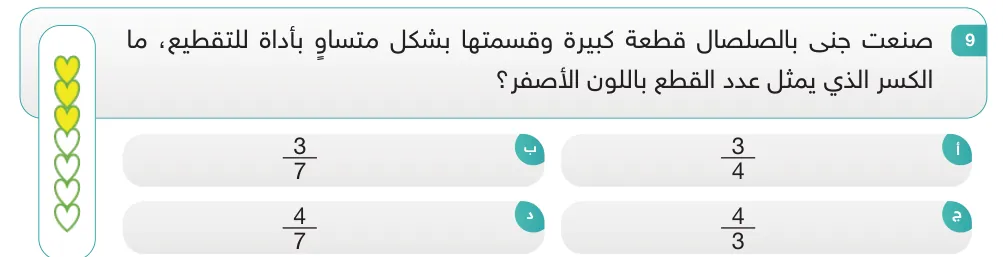 9 صنعت جنى بالصلصال قطعة كبيرة وقسمتها بشكل متساوٍ بأداة للتقطيع، ما
الكسر الذي يمثل عدد القطع باللون الأصفر؟
أ 3/4
ب 3/7
ج 4/3
د 4/7